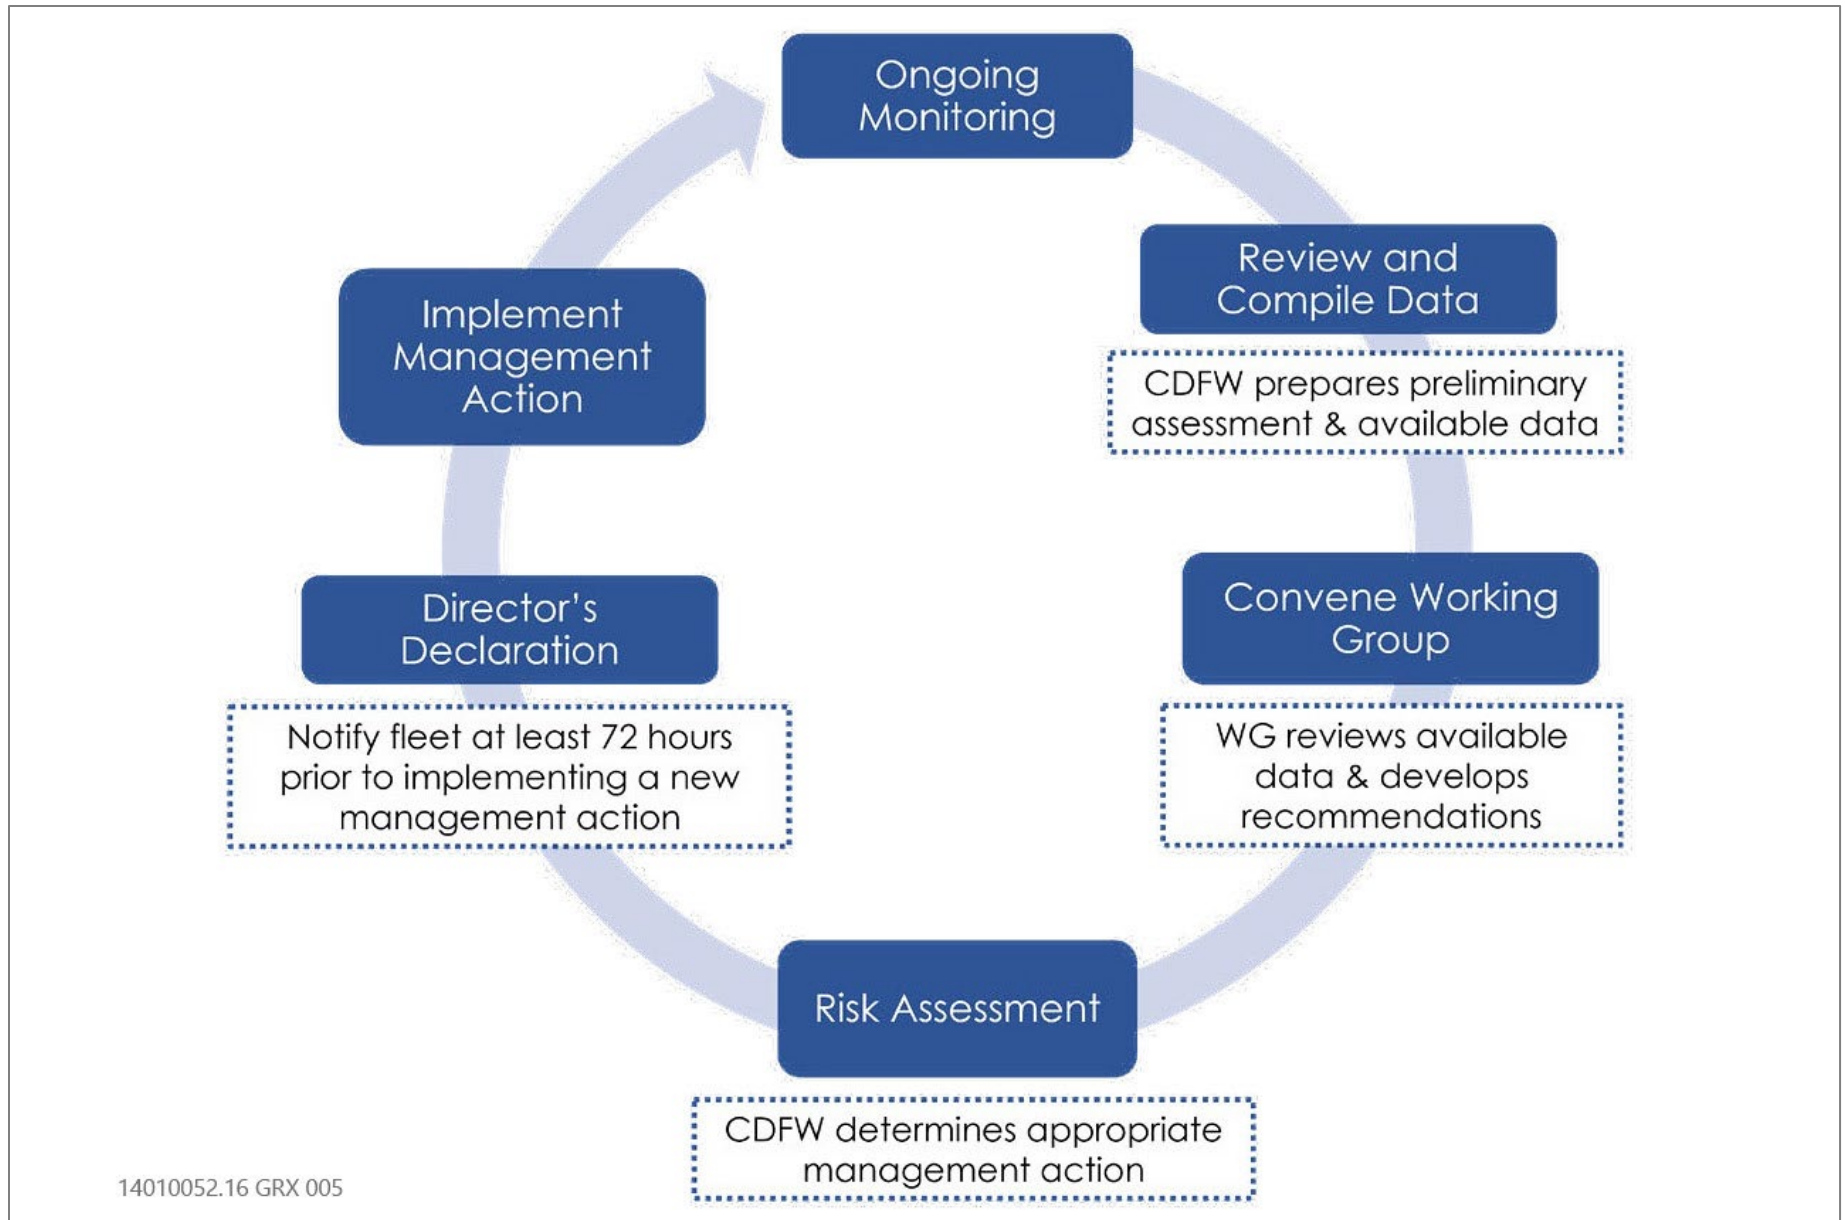 Ongoing
Monitoring
Review and
Compile Data
CDFW prepares preliminary
assessment & available data
Convene Working
Group
WG reviews available
data & develops
recommendations
Risk Assessment
CDFW determines appropriate
management action
Director’s
Declaration
Notify fleet at least 72 hours
prior to implementing a new
management action
Implement
Management
Action
14010052.16 GRX 005